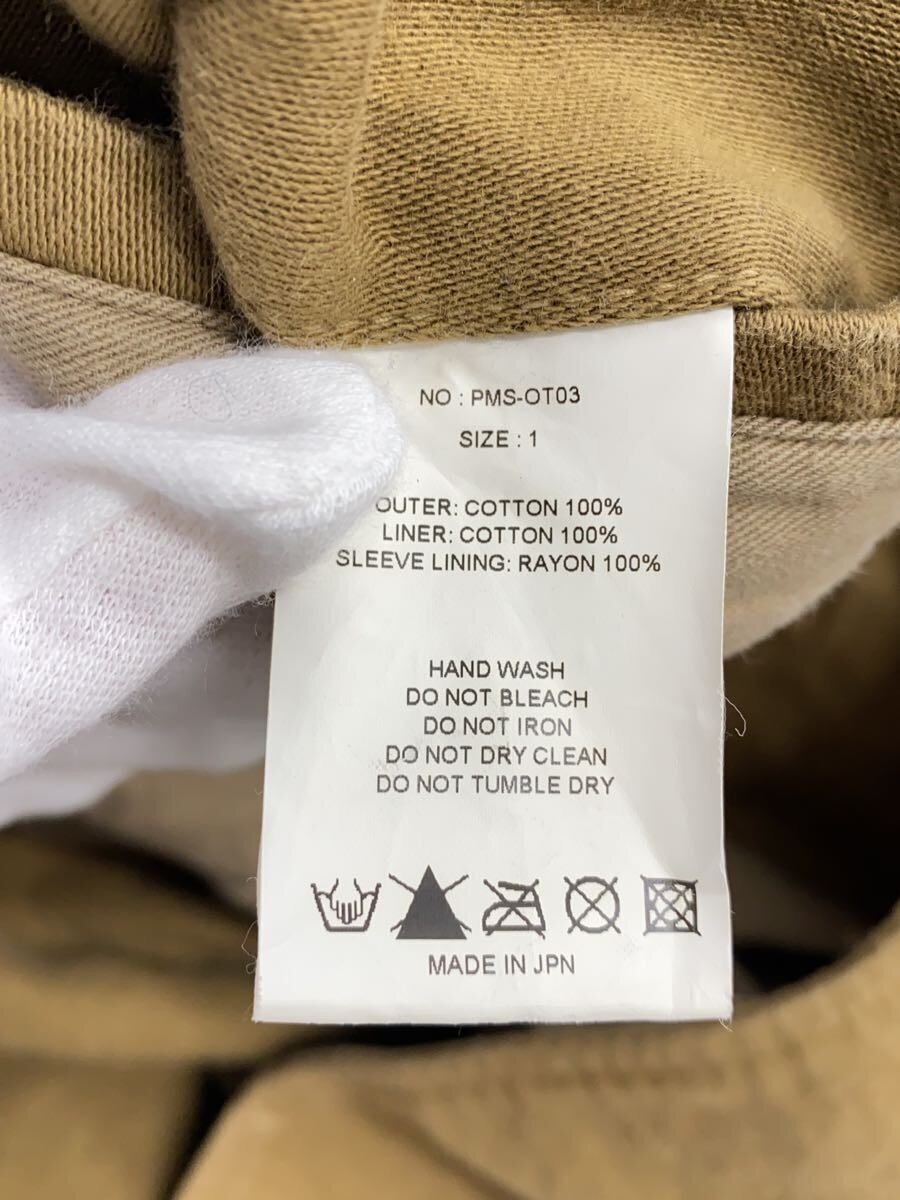 NO : PMS-OT03
SIZE : 1
OUTER: COTTON 100%
LINER: COTTON 100%
SLEEVE LINING: RAYON 100%
HAND WASH
DO NOT BLEACH
DO NOT IRON
DO NOT DRY CLEAN
DO NOT TUMBLE DRY
MADE IN JPN